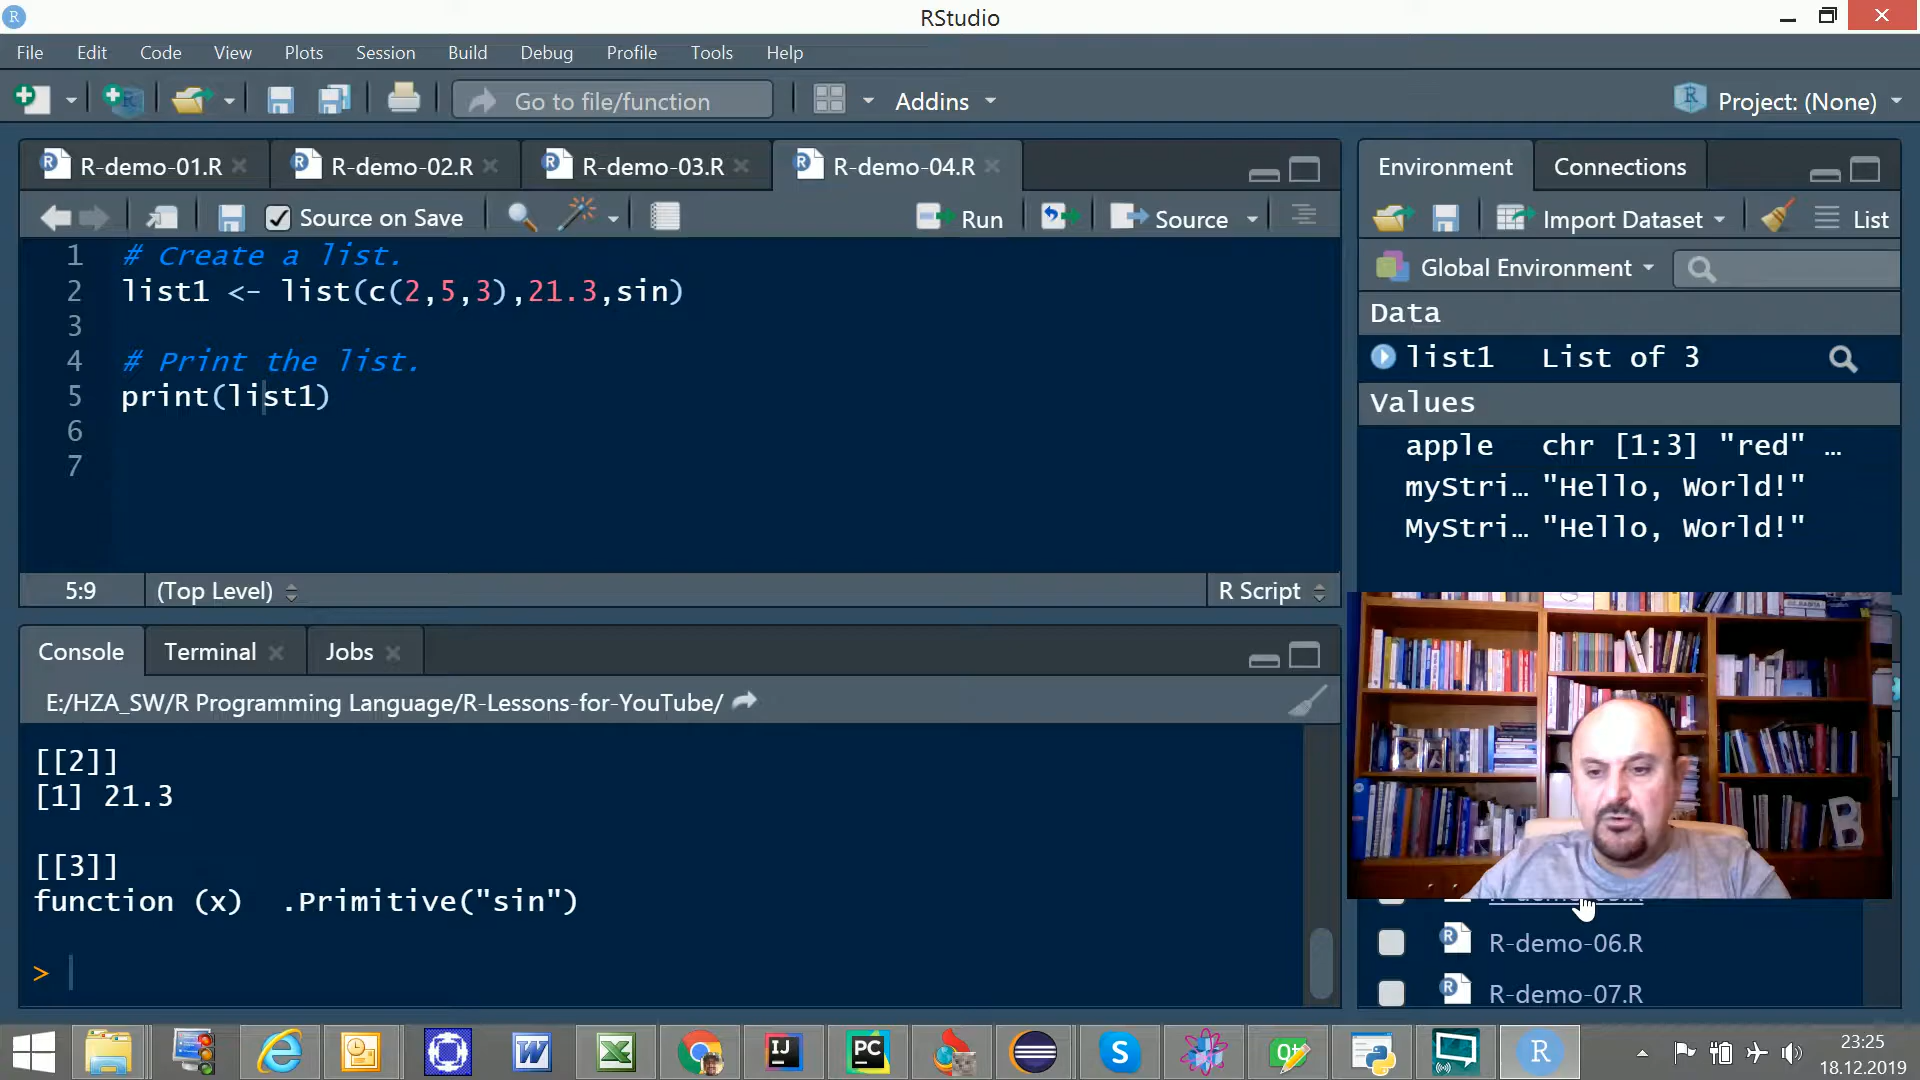 RStudio
File Edit Code View Plots Session Build Debug Profile Tools Help
Go to file/function Addins Project: (None)
R-demo-01.R R-demo-02.R R-demo-03.R R-demo-04.R
Source on Save Run Source
1 # Create a list.
2 list1 <- list(c(2,5,3),21.3,sin)
3
4 # Print the list.
5 print(list1)
6
7
5:9 (Top Level) R Script
Console Terminal Jobs
E:/HZA_SW/R Programming Language/R-Lessons-for-YouTube/
[[2]]
[1] 21.3
[[3]]
function (x) .Primitive("sin")
>
Environment Connections
Import Dataset List
Global Environment
Data
list1 List of 3
Values
apple chr [1:3] "red" …
myStri… "Hello, World!"
MyStri… "Hello, World!"
B
R-demo-06.R
R-demo-07.R
23:25
18.12.2019